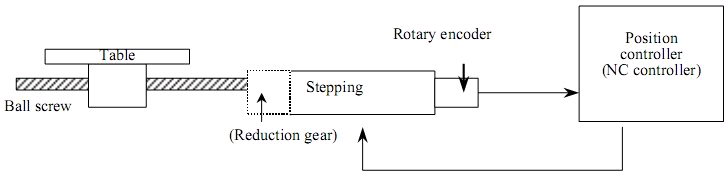 Table
Ball screw
(Reduction gear)
Stepping
Rotary encoder
Position
controller
(NC controller)